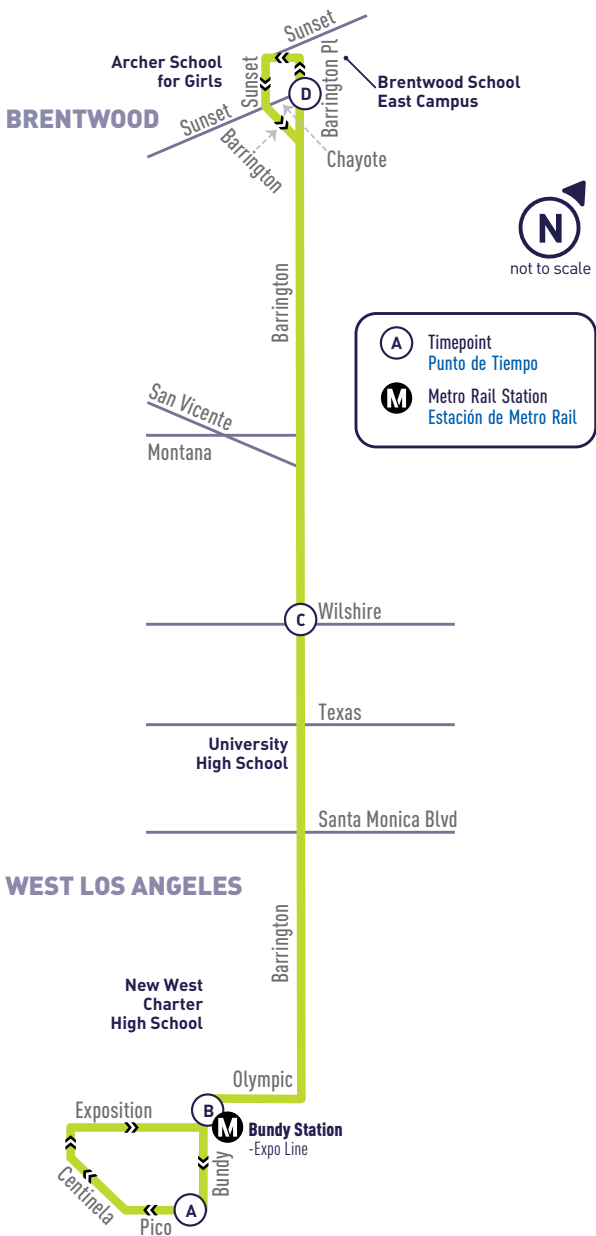 Sunset
Archer School
for Girls
Sunset
Barrington Pl
D
Brentwood School
East Campus
BRENTWOOD
Sunset
Barrington
Chayote
N
not to scale
Barrington
A
Timepoint
Punto de Tiempo
M
Metro Rail Station
Estación de Metro Rail
San Vicente
Montana
C
Wilshire
Texas
University
High School
Santa Monica Blvd
WEST LOS ANGELES
Barrington
New West
Charter
High School
Olympic
Exposition
B
M
Bundy Station
-Expo Line
Centinela
Bundy
A
Pico